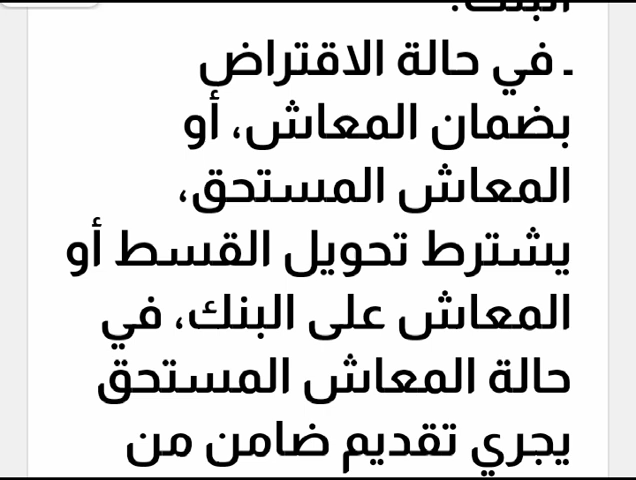 ـ في حالة الاقتراض
بضمان المعاش، أو
المعاش المستحق،
يشترط تحويل القسط أو
المعاش على البنك، في
حالة المعاش المستحق
يجري تقديم ضامن من